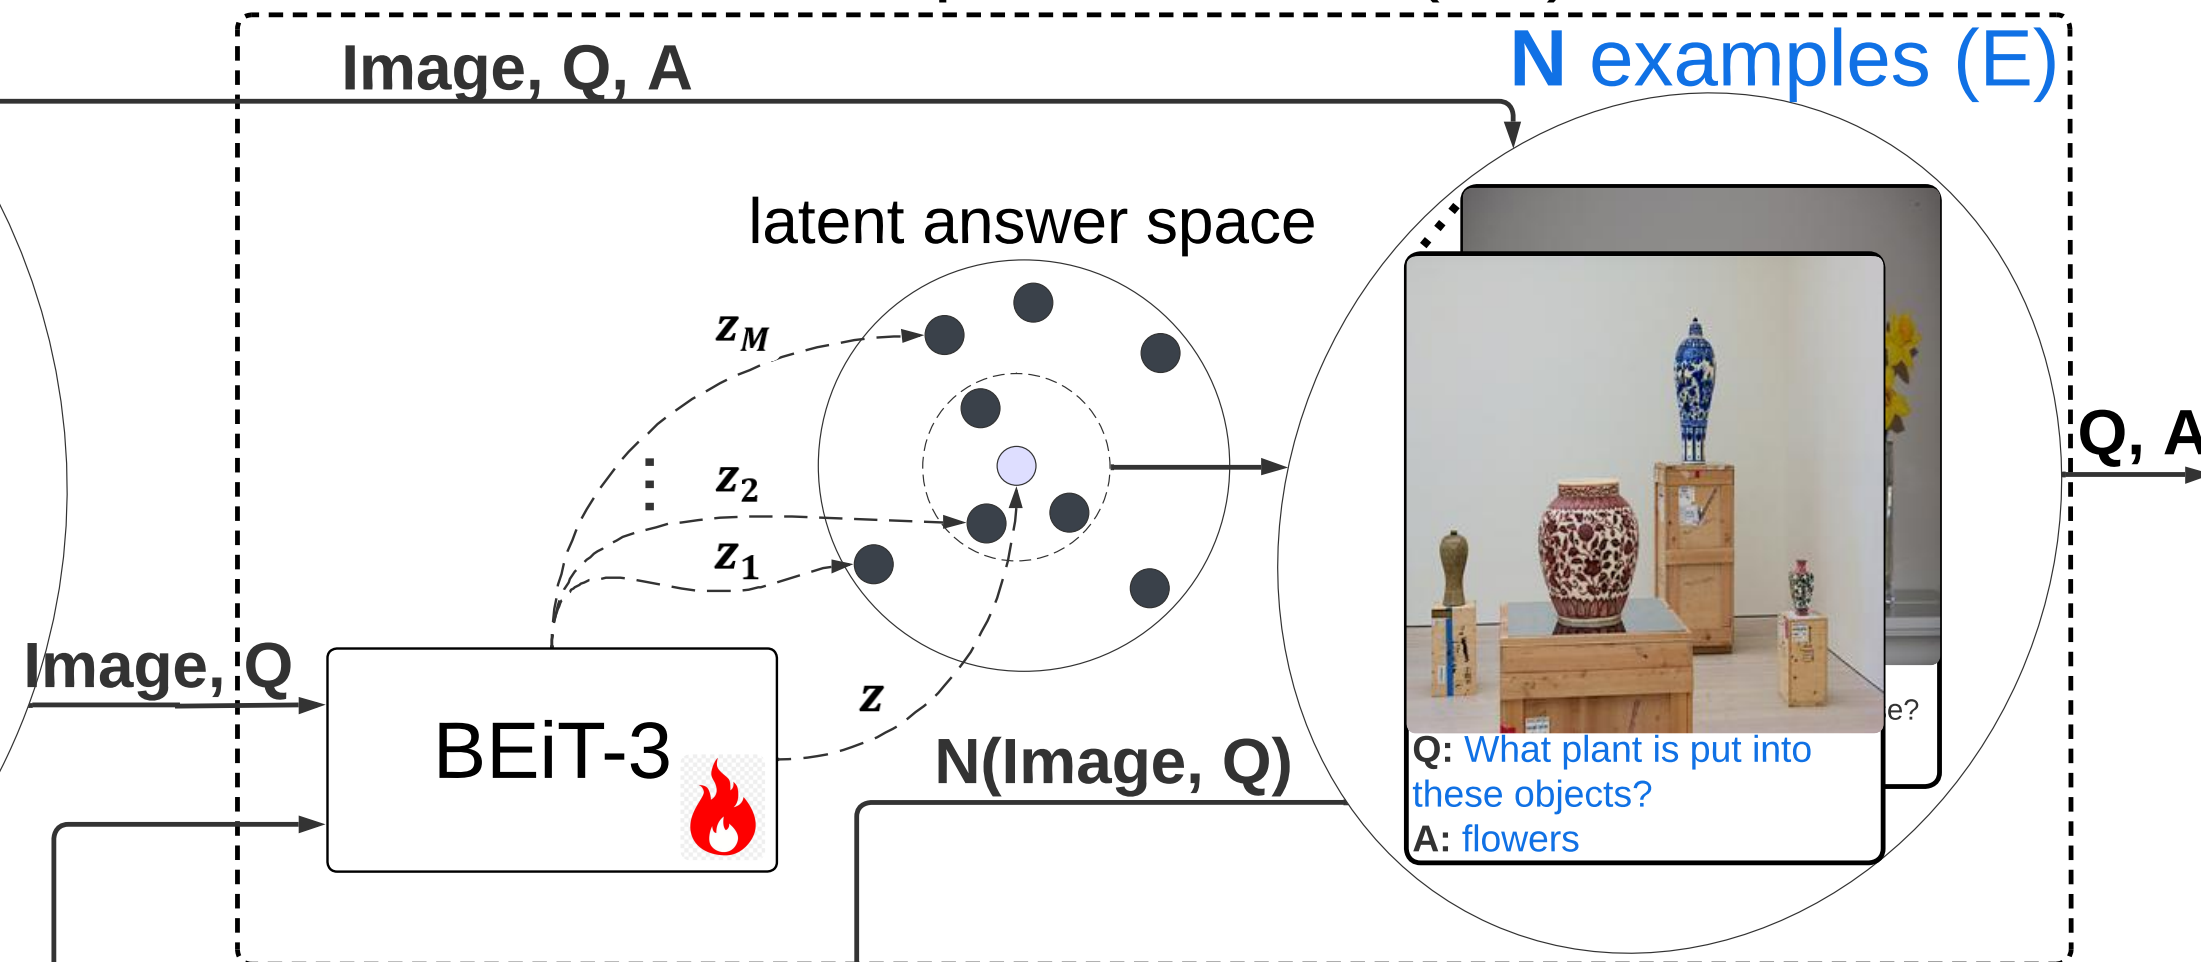 Image, Q, A
N examples (E)
latent answer space
z_M
z_2
z_1
z
Image, Q
BEiT-3
N(Image, Q)
Q, A
e?
Q: What plant is put into
these objects?
A: flowers